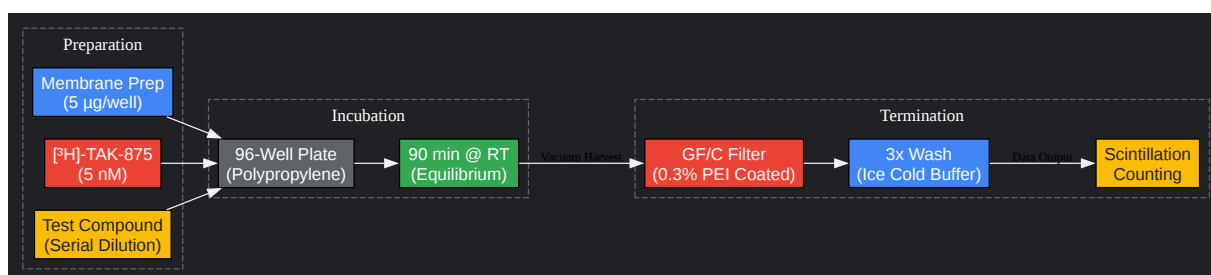 Preparation
Membrane Prep
(5 µg/well)
[³H]-TAK-875
(5 nM)
Test Compound
(Serial Dilution)
Incubation
96-Well Plate
(Polypropylene)
90 min @ RT
(Equilibrium)
Vacuum Harvest
Termination
GF/C Filter
(0.3% PEI Coated)
3x Wash
(Ice Cold Buffer)
Data Output
Scintillation
Counting